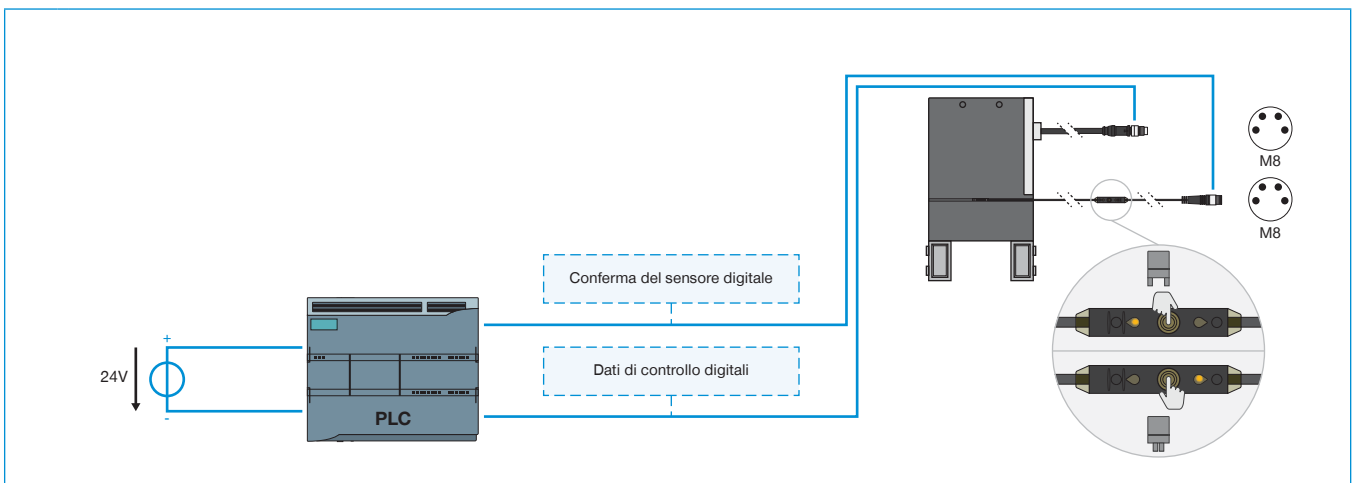 M8
M8
Conferma del sensore digitale
Dati di controllo digitali
+
24V
-
PLC